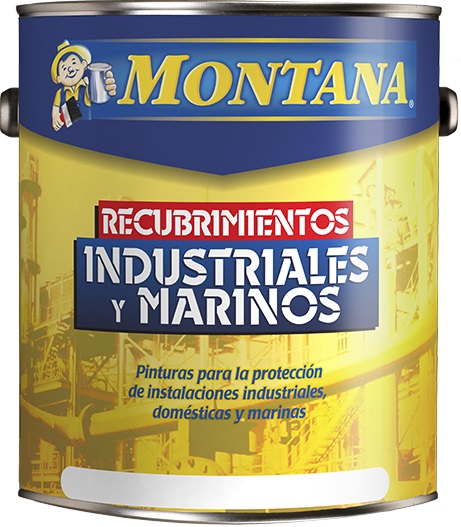 MONTANA®
RECUBRIMIENTOS
INDUSTRIALES
Y MARINOS
Pinturas para la protección
de instalaciones industriales,
domésticas y marinas